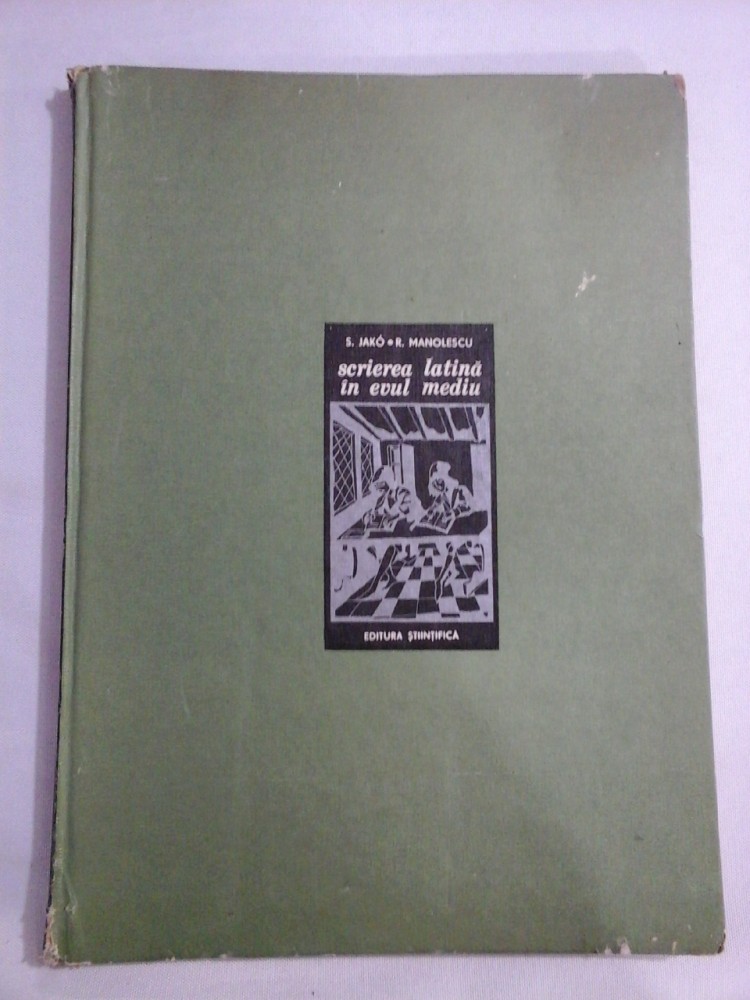 S. JAKÓ • R. MANOLESCU
scrierea latină
în evul mediu
EDITURA ȘTIINȚIFICĂ